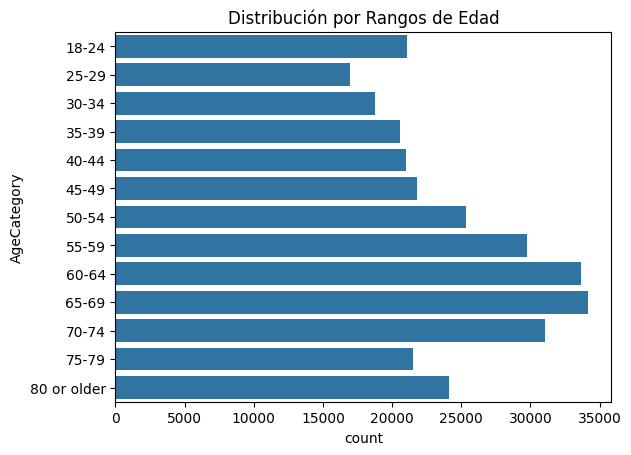 Distribución por Rangos de Edad
AgeCategory
18-24
25-29
30-34
35-39
40-44
45-49
50-54
55-59
60-64
65-69
70-74
75-79
80 or older
0 5000 10000 15000 20000 25000 30000 35000
count